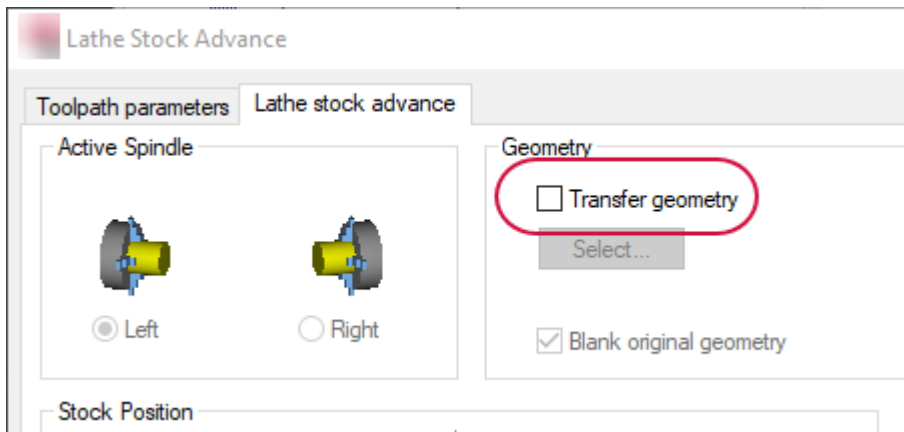 Lathe Stock Advance
Toolpath parameters
Lathe stock advance
Active Spindle
Left
Right
Geometry
Transfer geometry
Select...
Blank original geometry
Stock Position